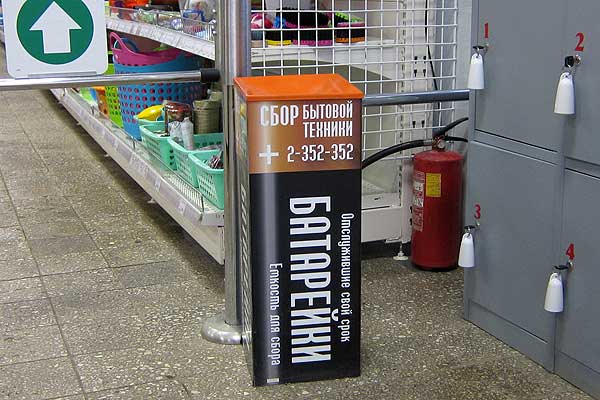 СБОР БЫТОВОЙ
ТЕХНИКИ
+ 2-352-352
Отслужившие свой срок
БАТАРЕЙКИ
Емкость для сбора
1
2
3
4